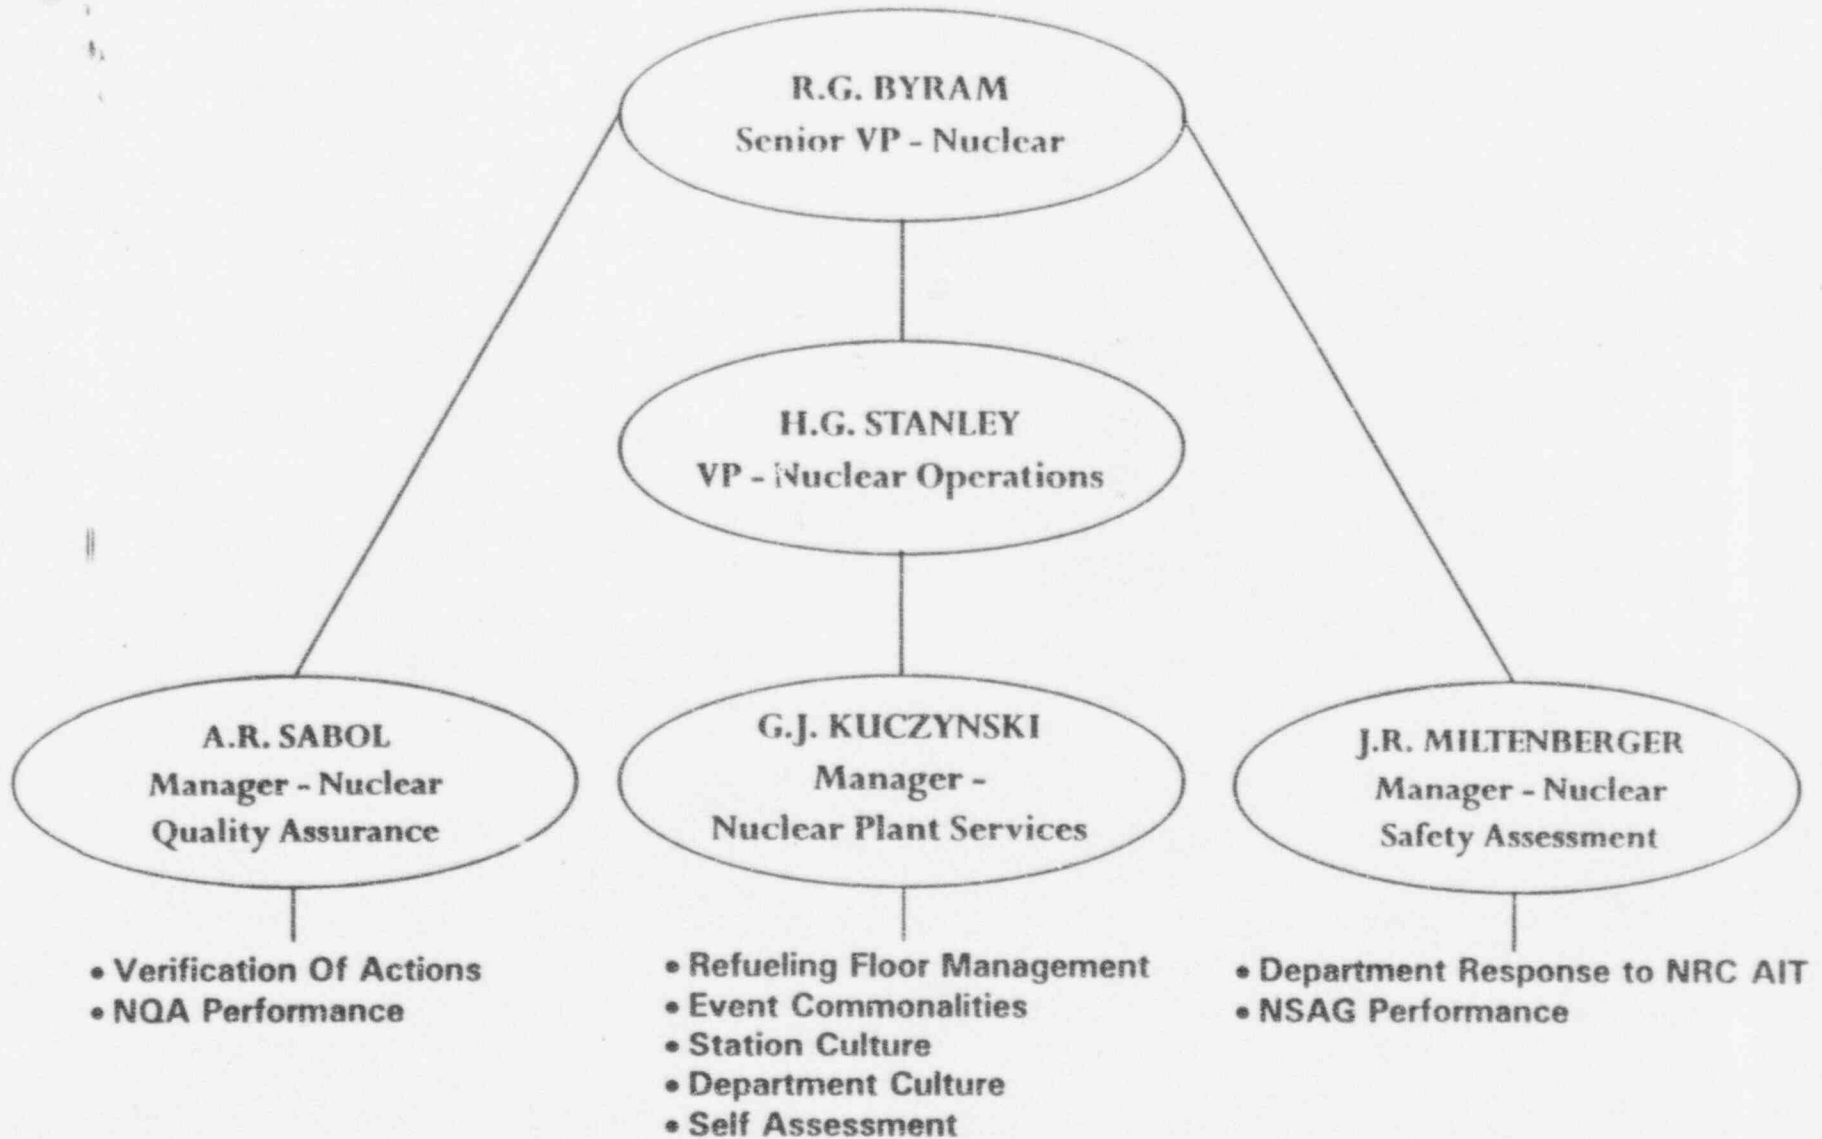 R.G. BYRAM
Senior VP - Nuclear
H.G. STANLEY
VP - Nuclear Operations
A.R. SABOL
Manager - Nuclear
Quality Assurance
G.J. KUCZYNSKI
Manager -
Nuclear Plant Services
J.R. MILTENBERGER
Manager - Nuclear
Safety Assessment
• Verification Of Actions
• NQA Performance
• Refueling Floor Management
• Event Commonalities
• Station Culture
• Department Culture
• Self Assessment
• Department Response to NRC AIT
• NSAG Performance